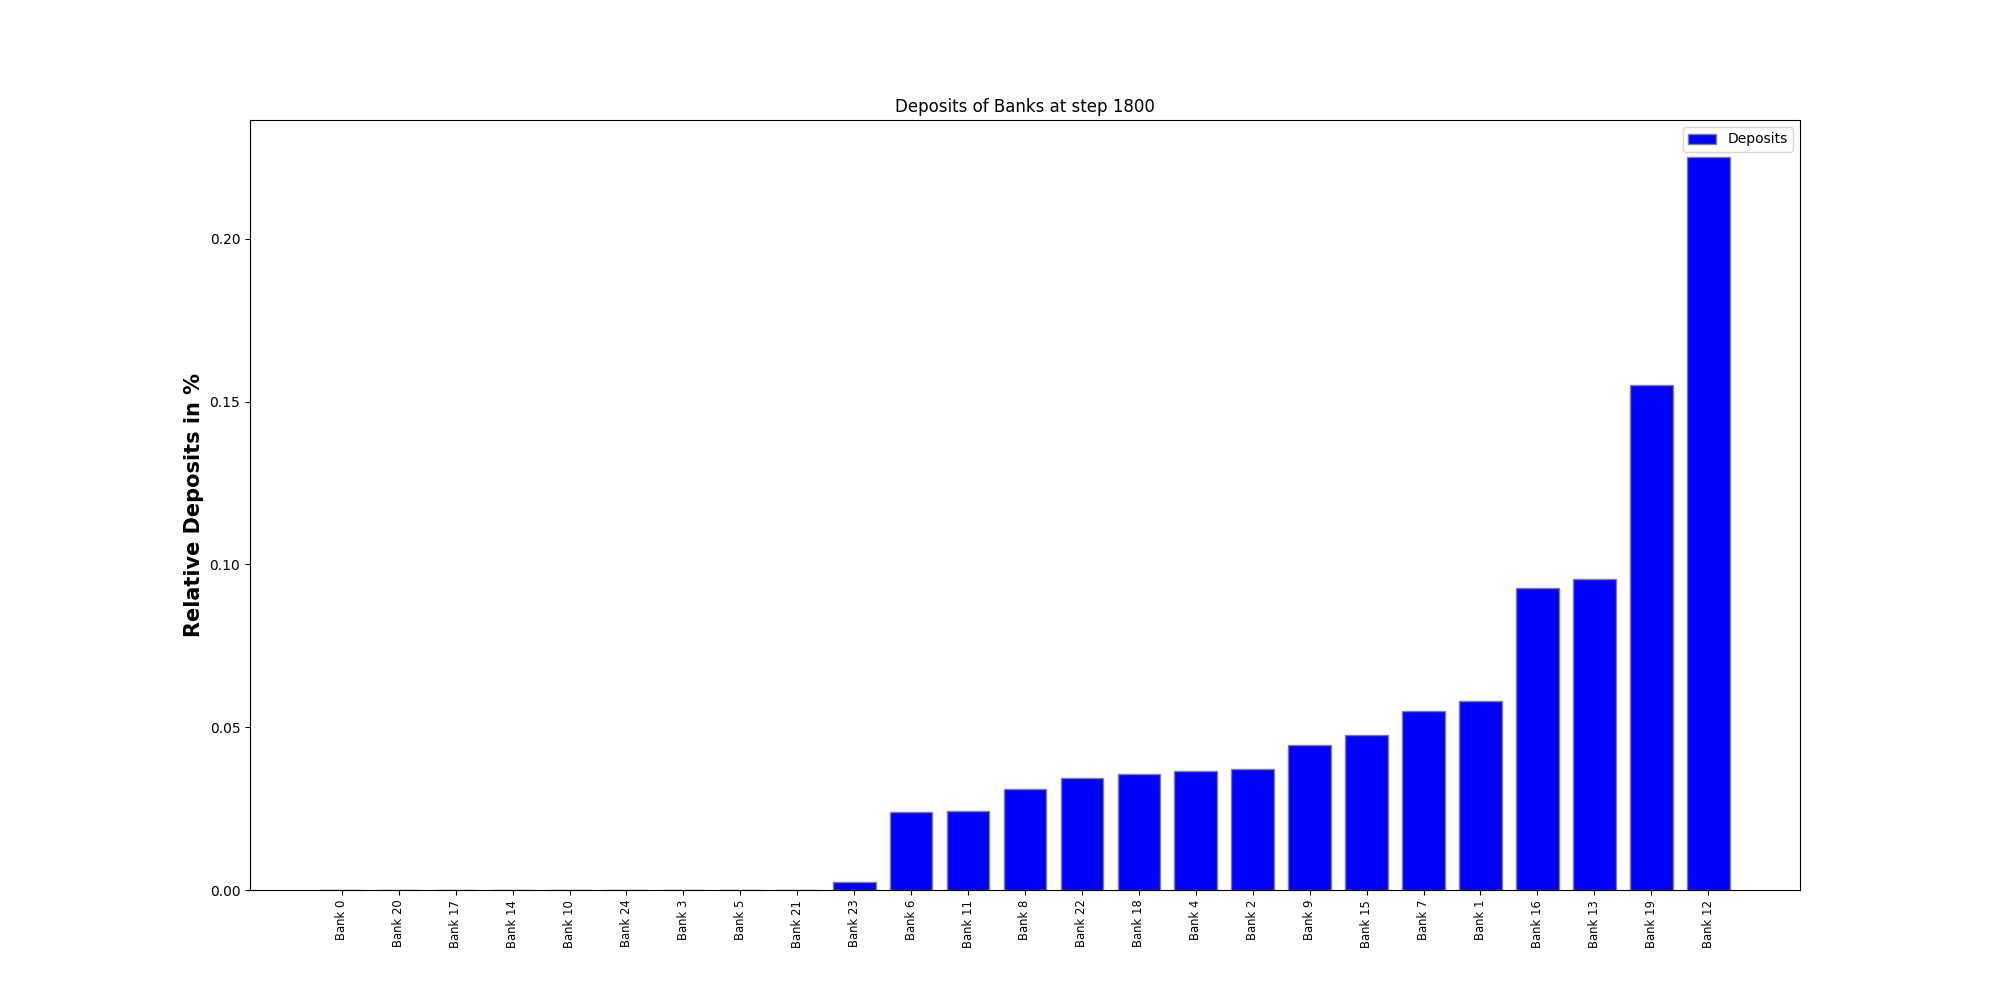 Deposits of Banks at step 1800
Deposits
Relative Deposits in %
0.20
0.15
0.10
0.05
0.00
Bank 0
Bank 20
Bank 17
Bank 14
Bank 10
Bank 24
Bank 3
Bank 5
Bank 21
Bank 23
Bank 6
Bank 11
Bank 8
Bank 22
Bank 18
Bank 4
Bank 2
Bank 9
Bank 15
Bank 7
Bank 1
Bank 16
Bank 13
Bank 19
Bank 12